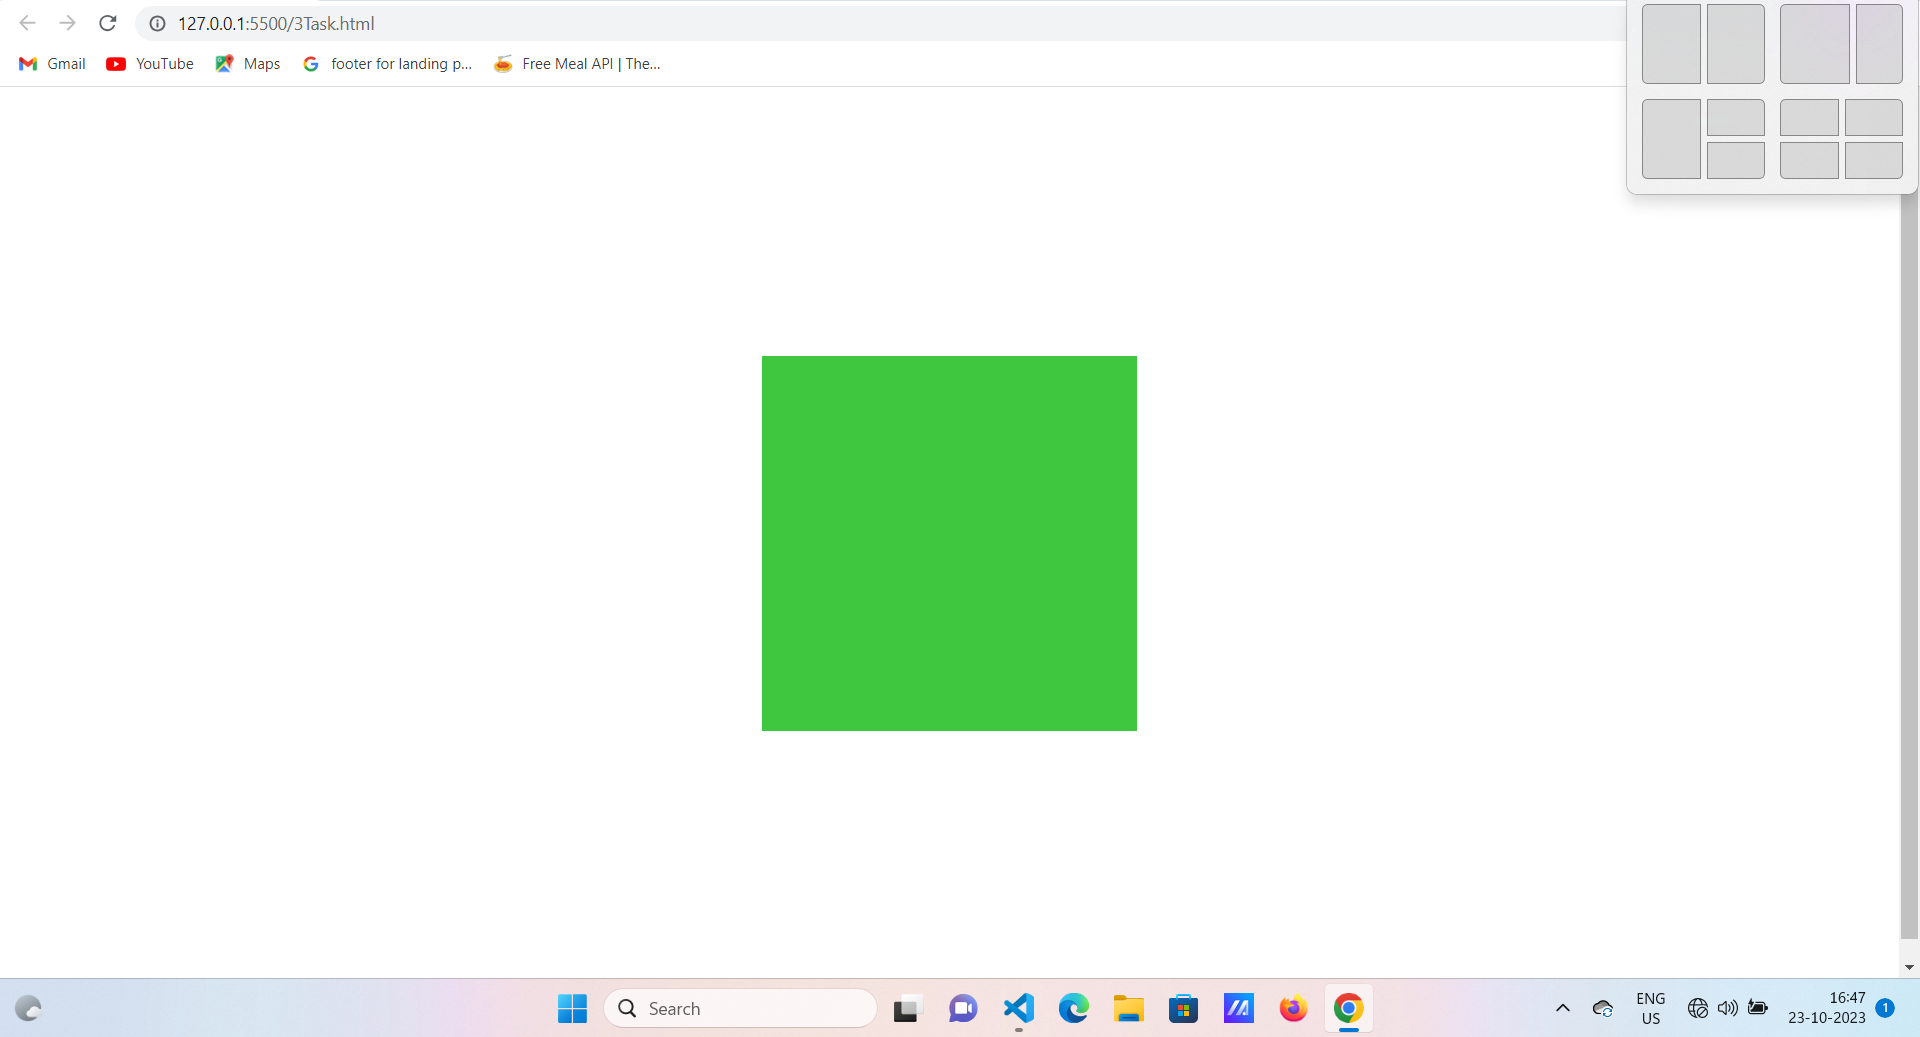 127.0.0.1:5500/3Task.html
Gmail YouTube Maps footer for landing p... Free Meal API | The...
Search
ENG
US
16:47
23-10-2023
1